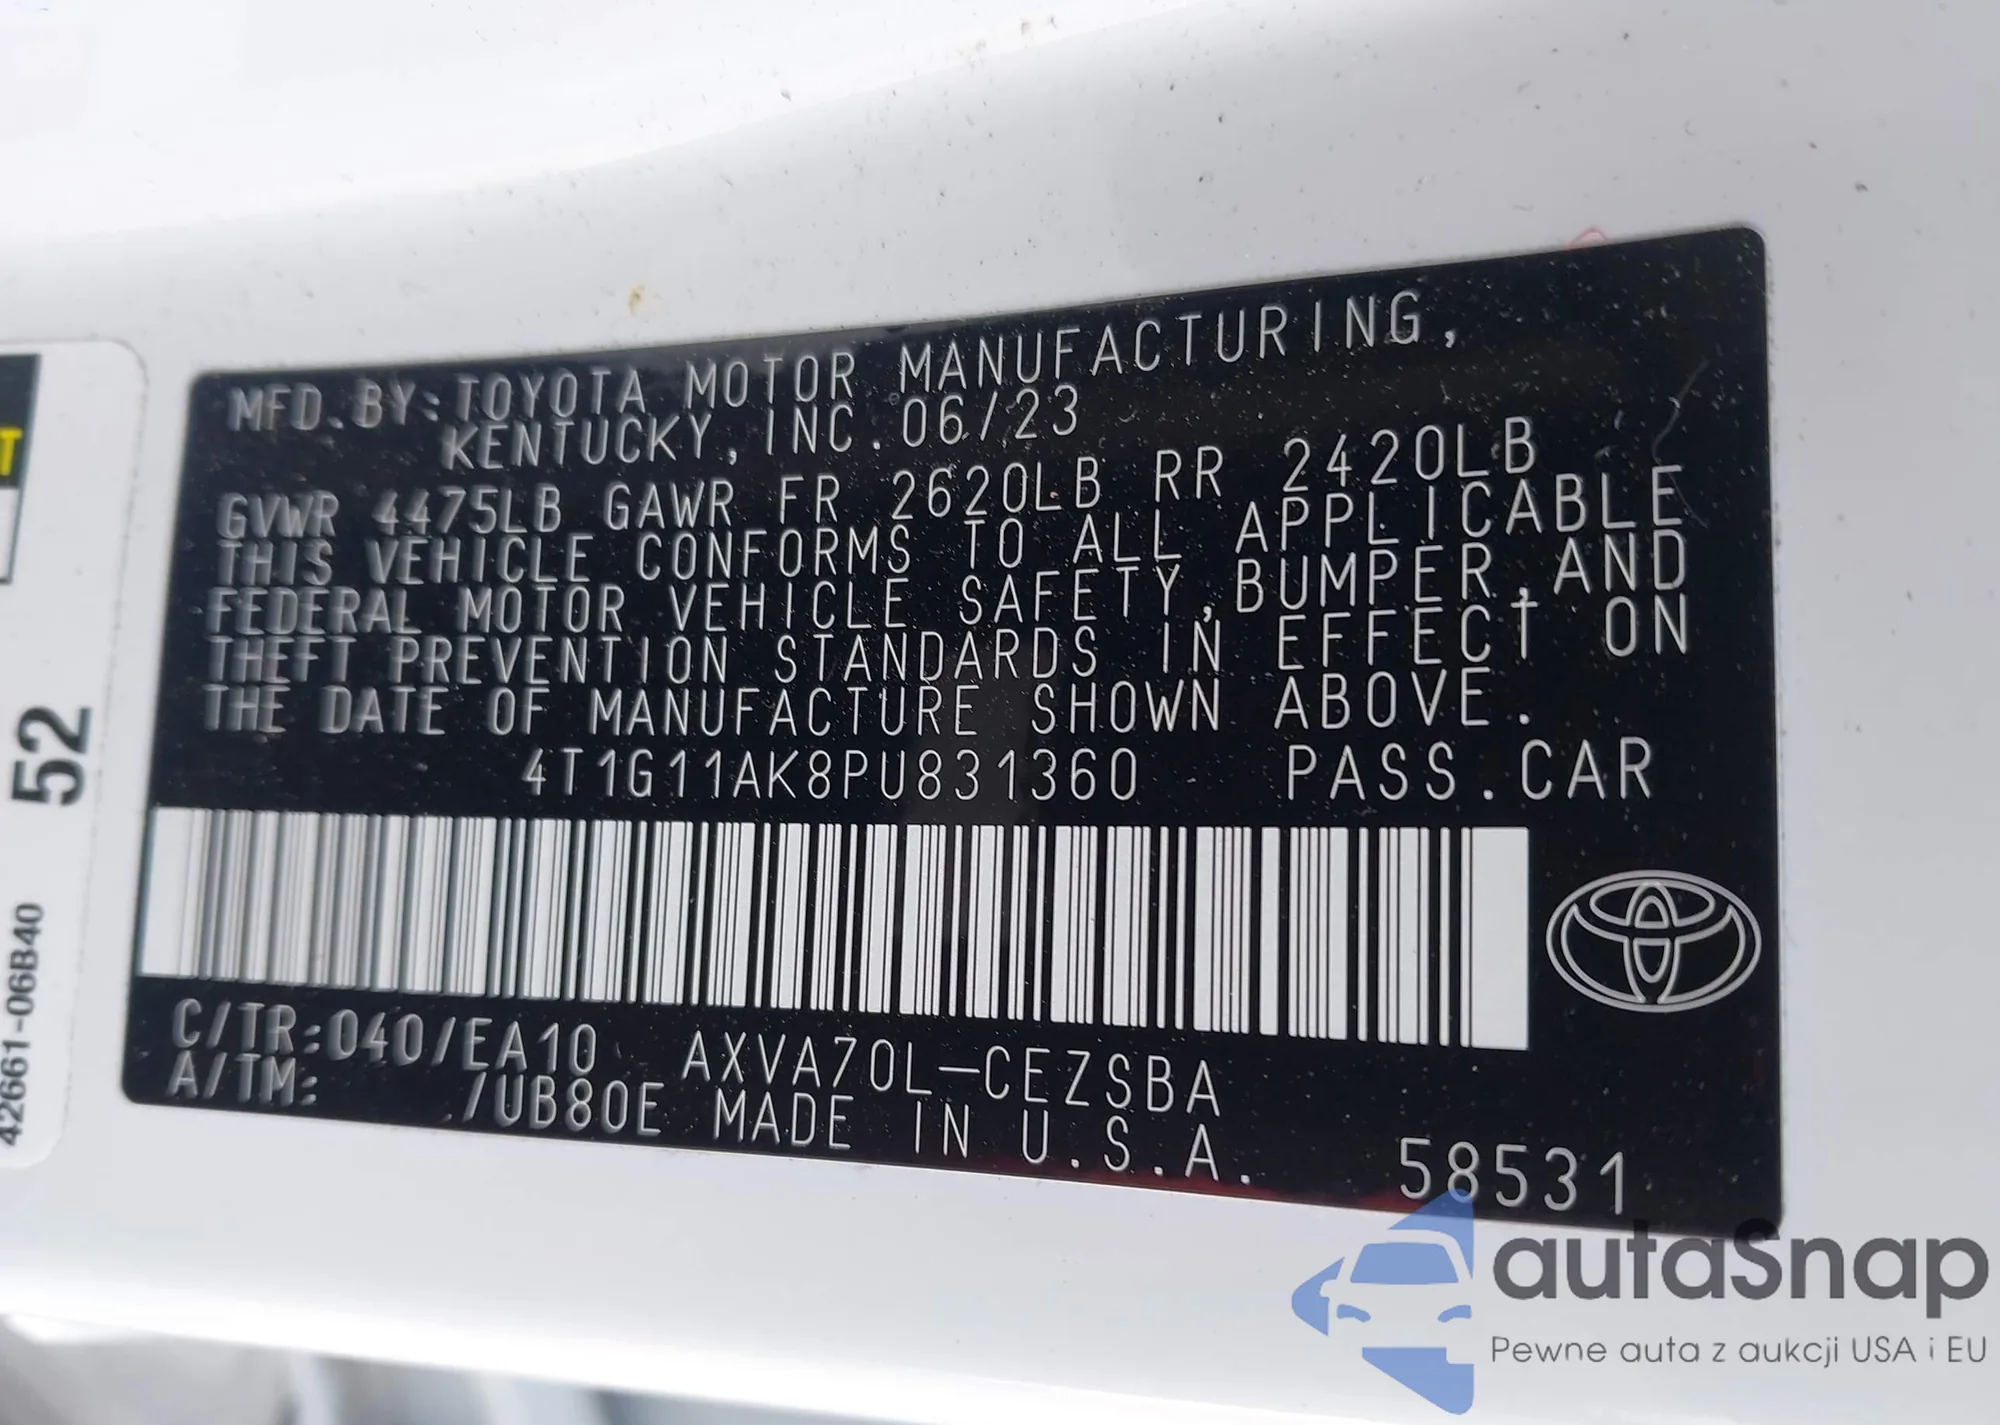 MFD.BY:TOYOTA MOTOR MANUFACTURING,
KENTUCKY, INC. 06/23
GVWR 4475LB GAWR FR 2620LB RR 2420LB
THIS VEHICLE CONFORMS TO ALL APPLICABLE
FEDERAL MOTOR VEHICLE SAFETY,BUMPER,AND
THEFT PREVENTION STANDARDS IN EFFECT ON
THE DATE OF MANUFACTURE SHOWN ABOVE.
4T1G11AK8PU831360 PASS.CAR
C/TR:040/EA10 AXVA70L-CEZSBA
A/TM: /UB80E MADE IN U.S.A.
58531
T
52
42661-06B40
autaSnap
Pewne auta z aukcji USA i EU